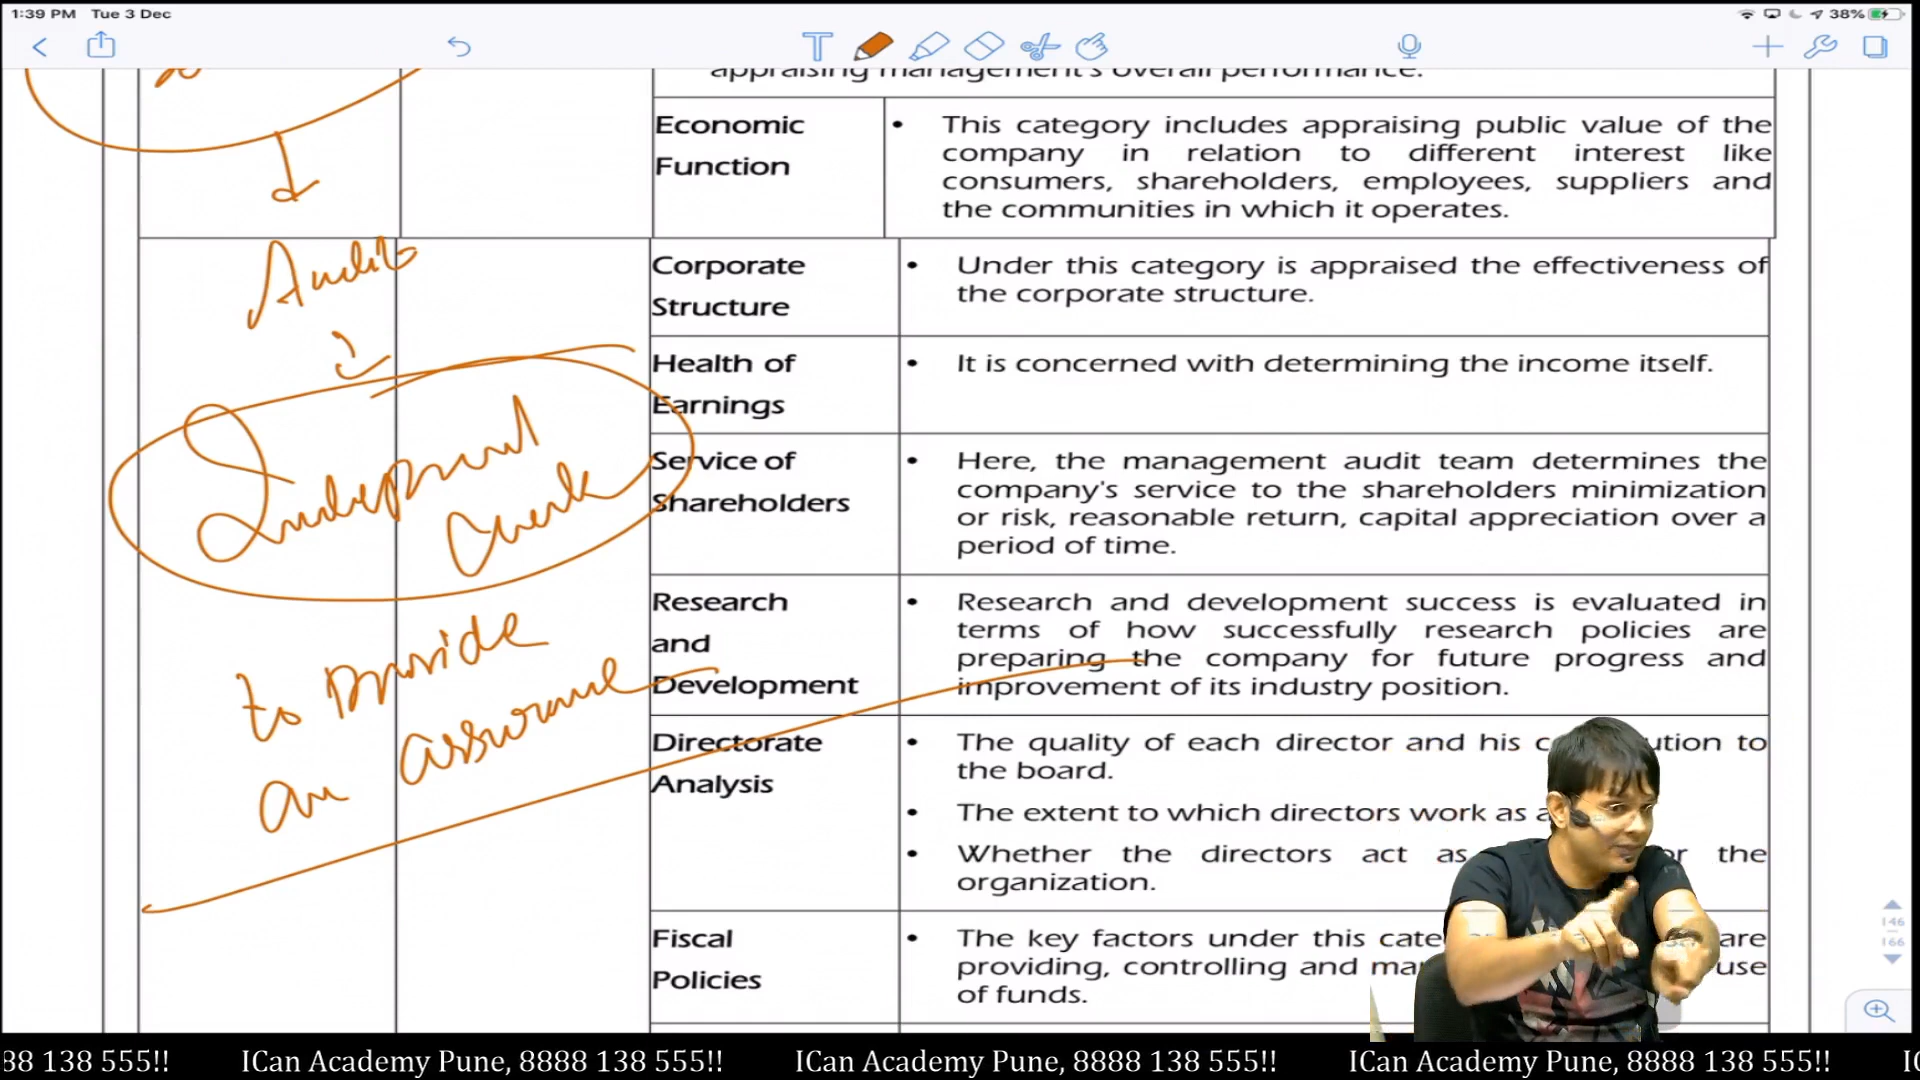 1:39 PM Tue 3 Dec
38%
appraising management's overall performance.
Economic
Function
• This category includes appraising public value of the
company in relation to different interest like
consumers, shareholders, employees, suppliers and
the communities in which it operates.
Audit
Corporate
Structure
• Under this category is appraised the effectiveness of
the corporate structure.
Health of
Earnings
• It is concerned with determining the income itself.
Independent
Service of
Shareholders
• Here, the management audit team determines the
company's service to the shareholders minimization
or risk, reasonable return, capital appreciation over a
period of time.
to provide
an assurance
Research
and
Development
• Research and development success is evaluated in
terms of how successfully research policies are
preparing the company for future progress and
improvement of its industry position.
Directorate
Analysis
• The quality of each director and his to
the board.
• The extent to which directors work as
• Whether the directors act as the
organization.
Fiscal
Policies
• The key factors under this are
providing, controlling and use
of funds.
146
166
88 138 555!! ICan Academy Pune, 8888 138 555!! ICan Academy Pune, 8888 138 555!! ICan Academy Pune, 8888 138 555!!